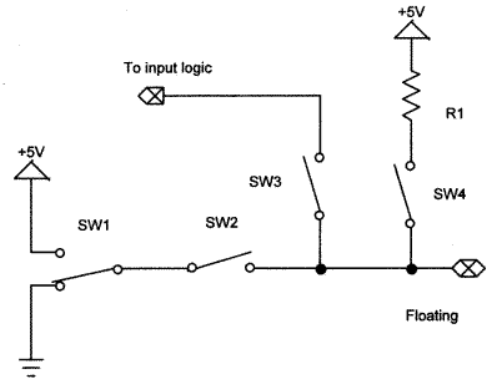 +5V
To input logic
R1
+5V
SW3
SW4
SW1
SW2
Floating